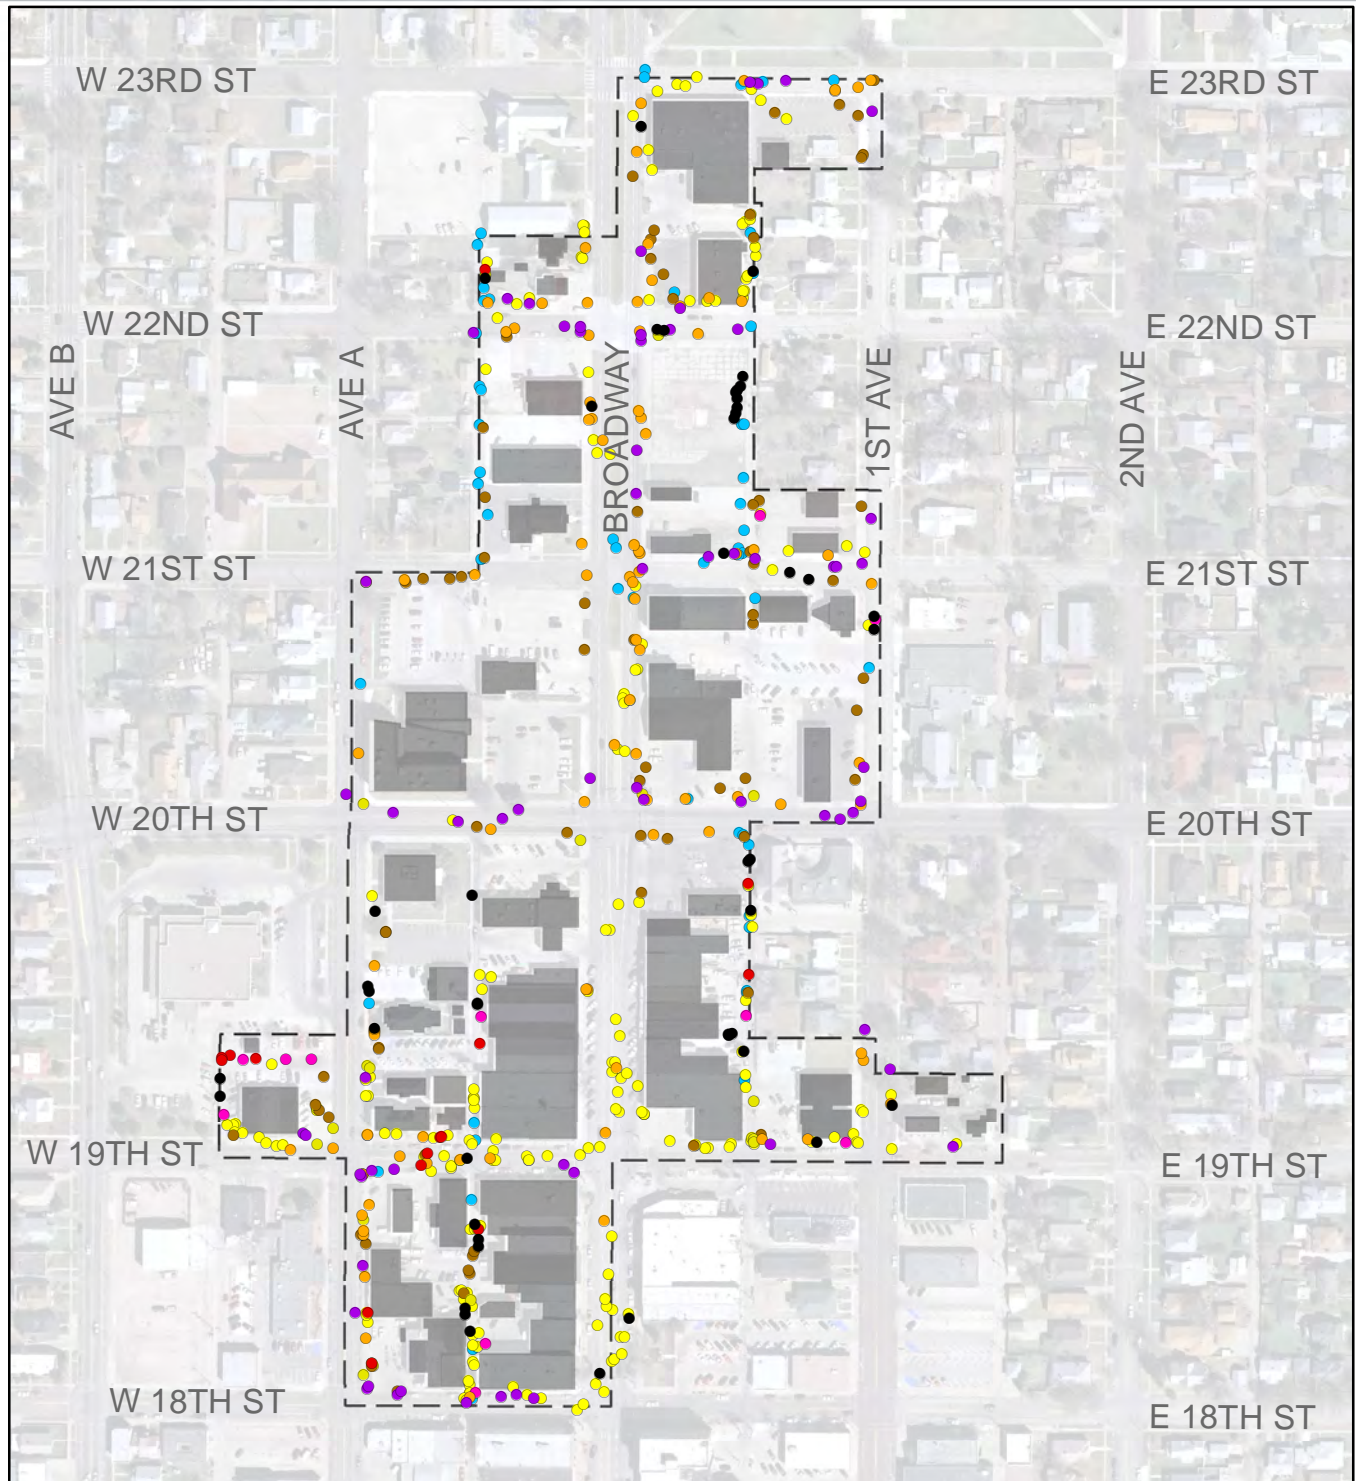 W 23RD ST
E 23RD ST
W 22ND ST
E 22ND ST
AVE B
AVE A
BROADWAY
1ST AVE
2ND AVE
W 21ST ST
E 21ST ST
W 20TH ST
E 20TH ST
W 19TH ST
E 19TH ST
W 18TH ST
E 18TH ST